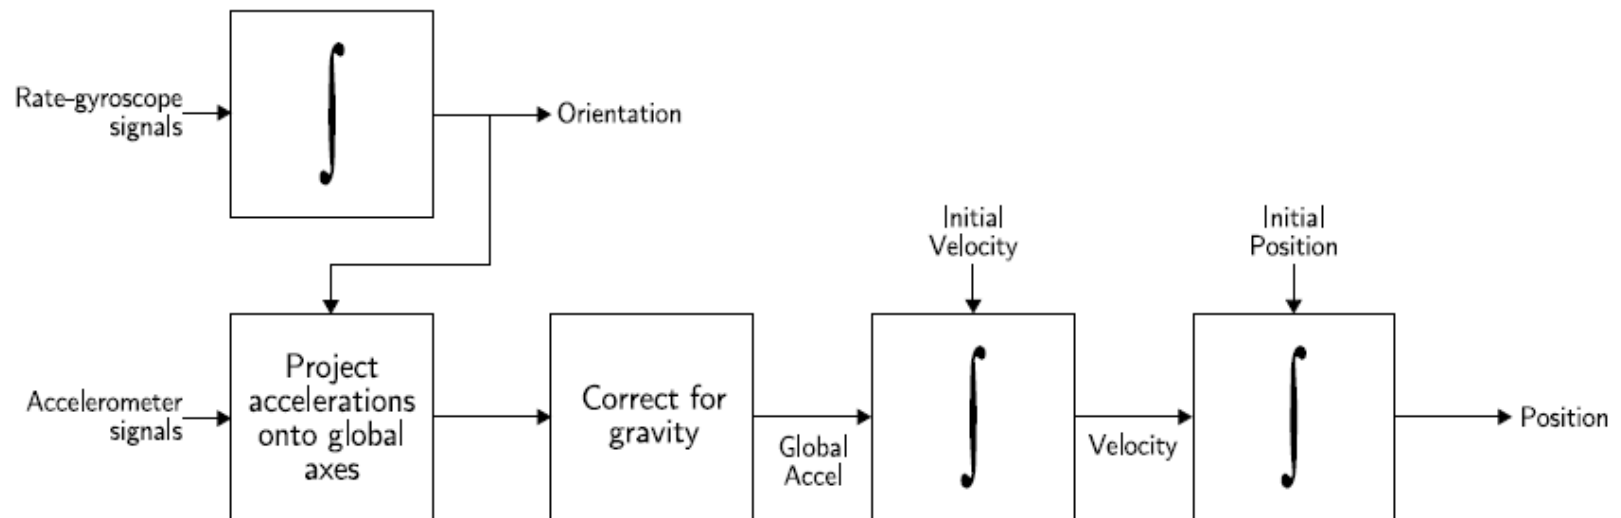 Rate-gyroscope
signals
∫
Orientation
Initial
Velocity
Initial
Position
Accelerometer
signals
Project
accelerations
onto global
axes
Correct for
gravity
Global
Accel
∫
Velocity
∫
Position